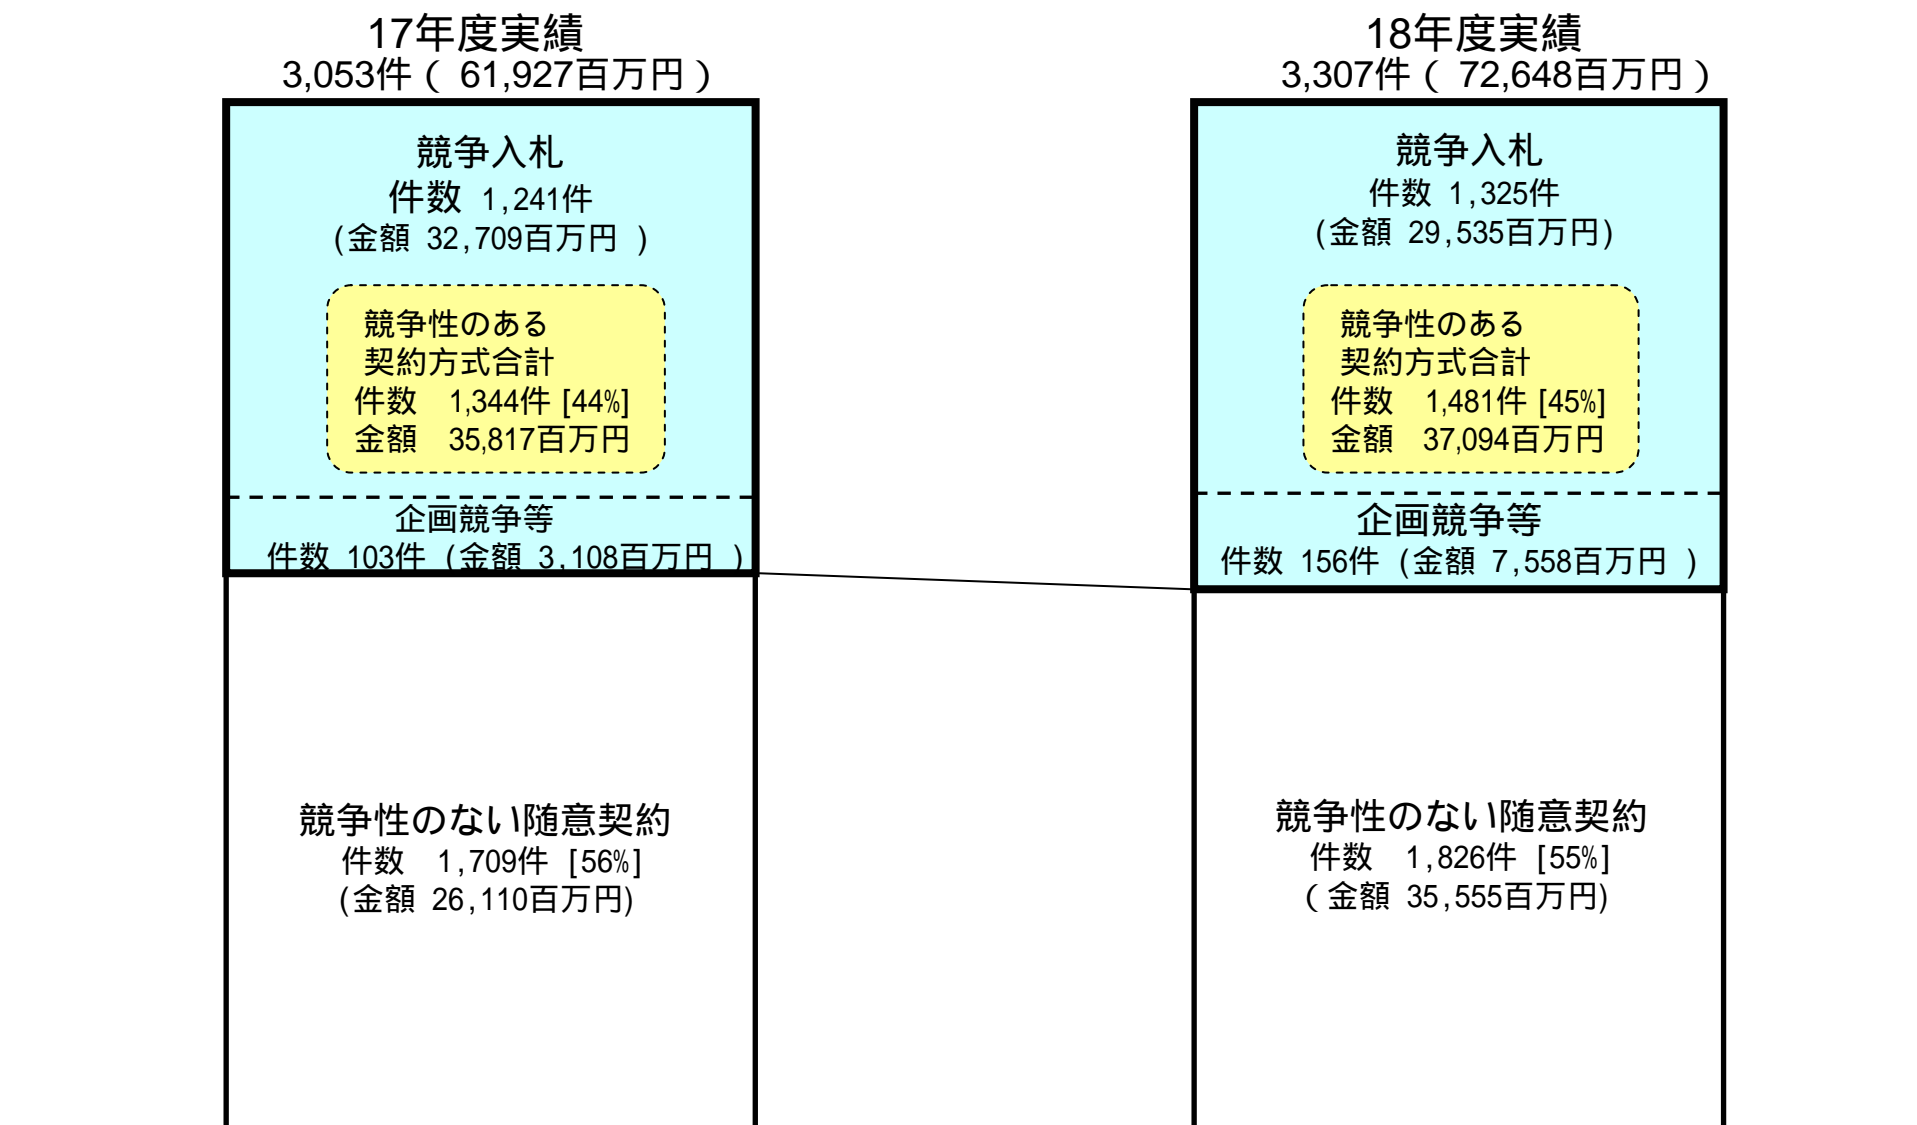 17年度実績
3,053件（ 61,927百万円）
競争入札
件数 1,241件
(金額 32,709百万円 )
競争性のある
契約方式合計
件数　1,344件 [44%]
金額　35,817百万円
企画競争等
件数 103件 (金額 3,108百万円 )
競争性のない随意契約
件数　1,709件 [56%]
(金額 26,110百万円)
18年度実績
3,307件（ 72,648百万円）
競争入札
件数 1,325件
(金額 29,535百万円)
競争性のある
契約方式合計
件数　1,481件 [45%]
金額　37,094百万円
企画競争等
件数 156件 (金額 7,558百万円 )
競争性のない随意契約
件数　1,826件 [55%]
（金額 35,555百万円)